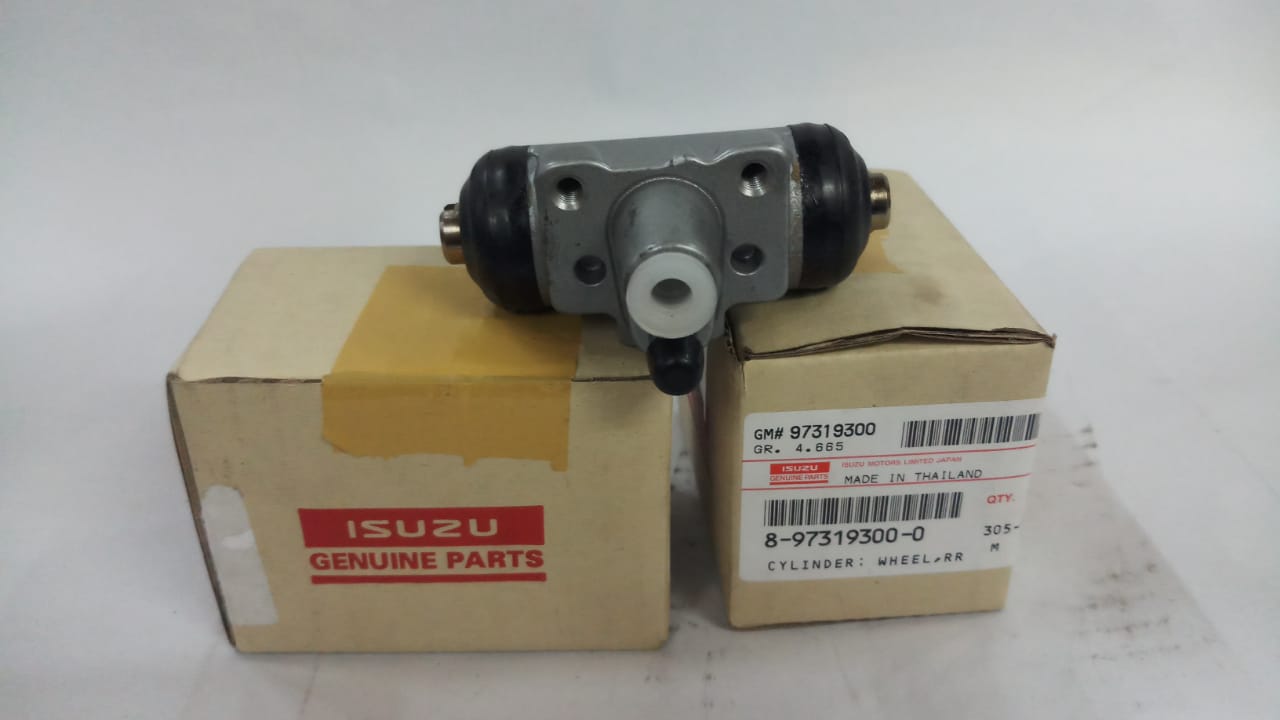 ISUZU
GENUINE PARTS
GM# 97319300
GR. 4.665
ISUZU
GENUINE PARTS
ISUZU MOTORS LIMITED JAPAN
MADE IN THAILAND
QTY.
8-97319300-0
305-
M
CYLINDER: WHEEL,RR